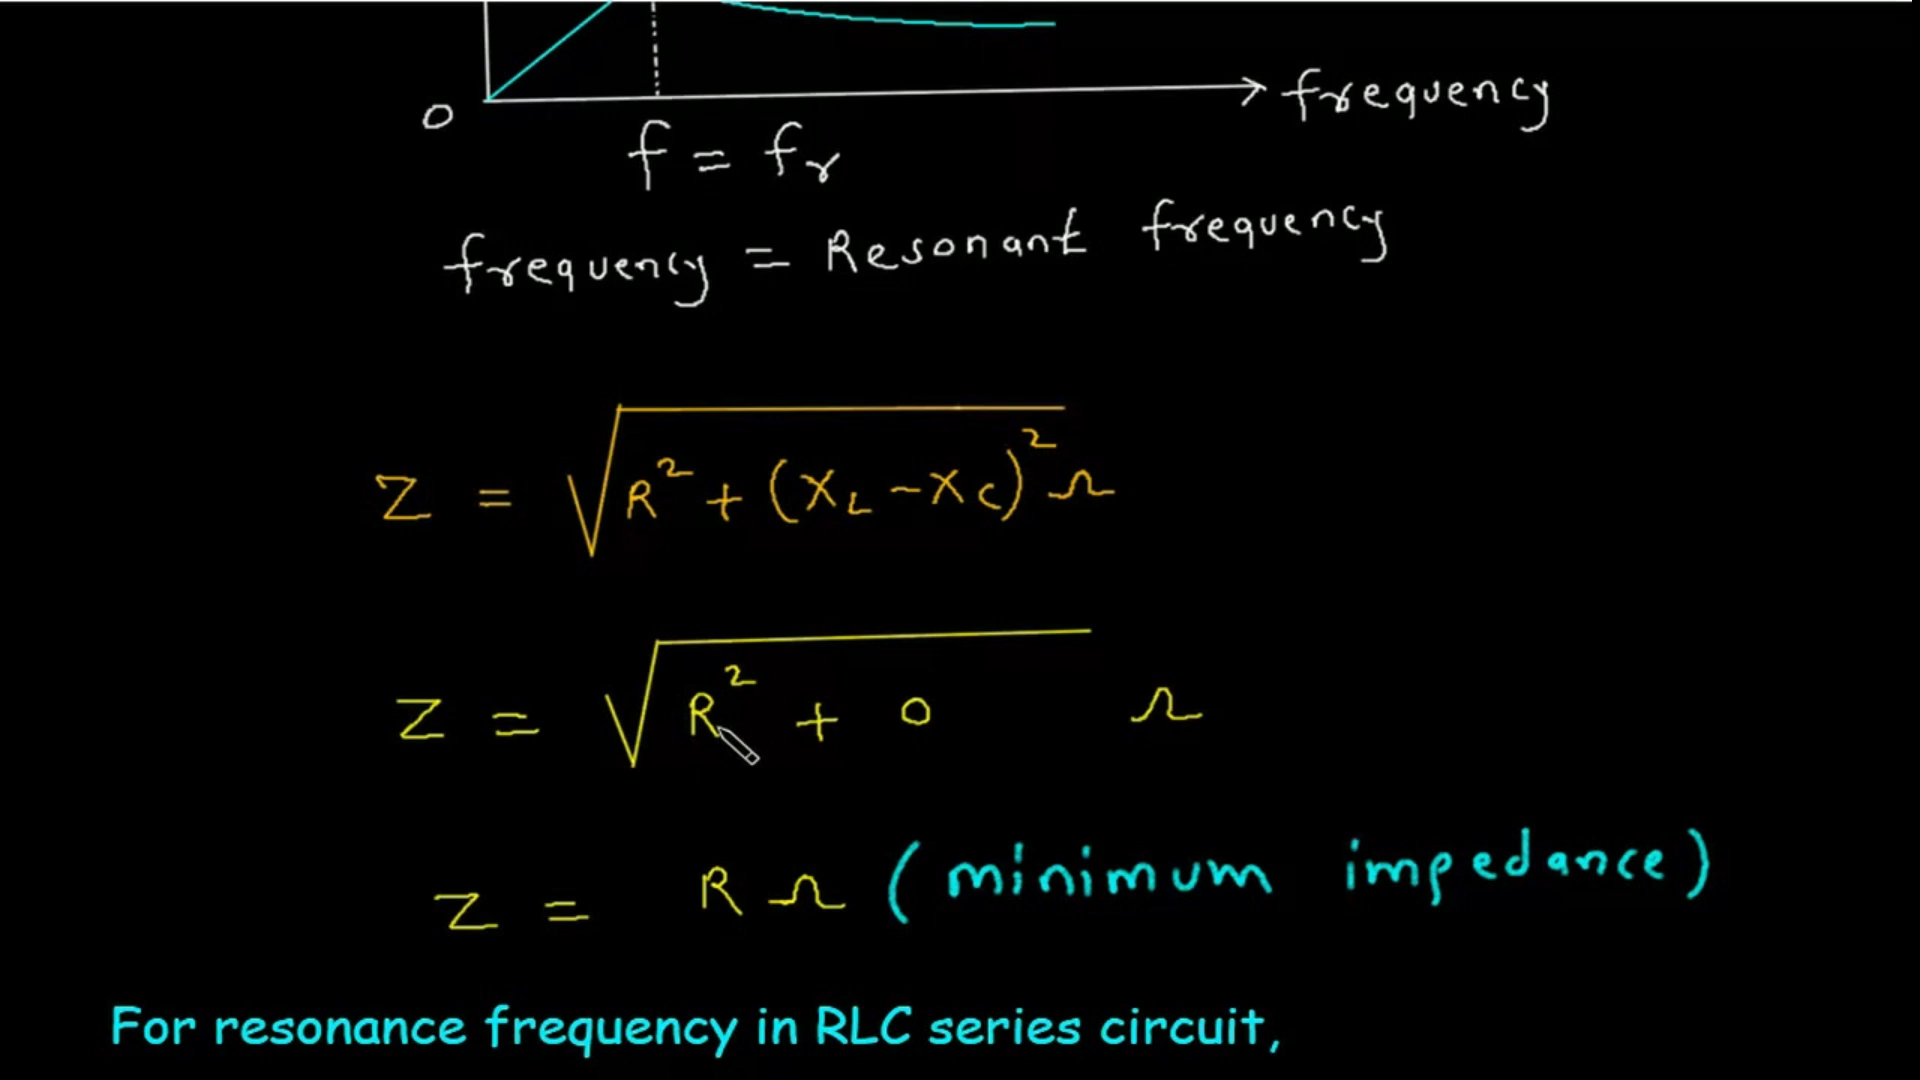 0 frequency
f = fr
frequency = Resonant frequency
Z = √R² + (XL - XC)² Ω
Z = √R² + 0 Ω
Z = R Ω (minimum impedance)
For resonance frequency in RLC series circuit,